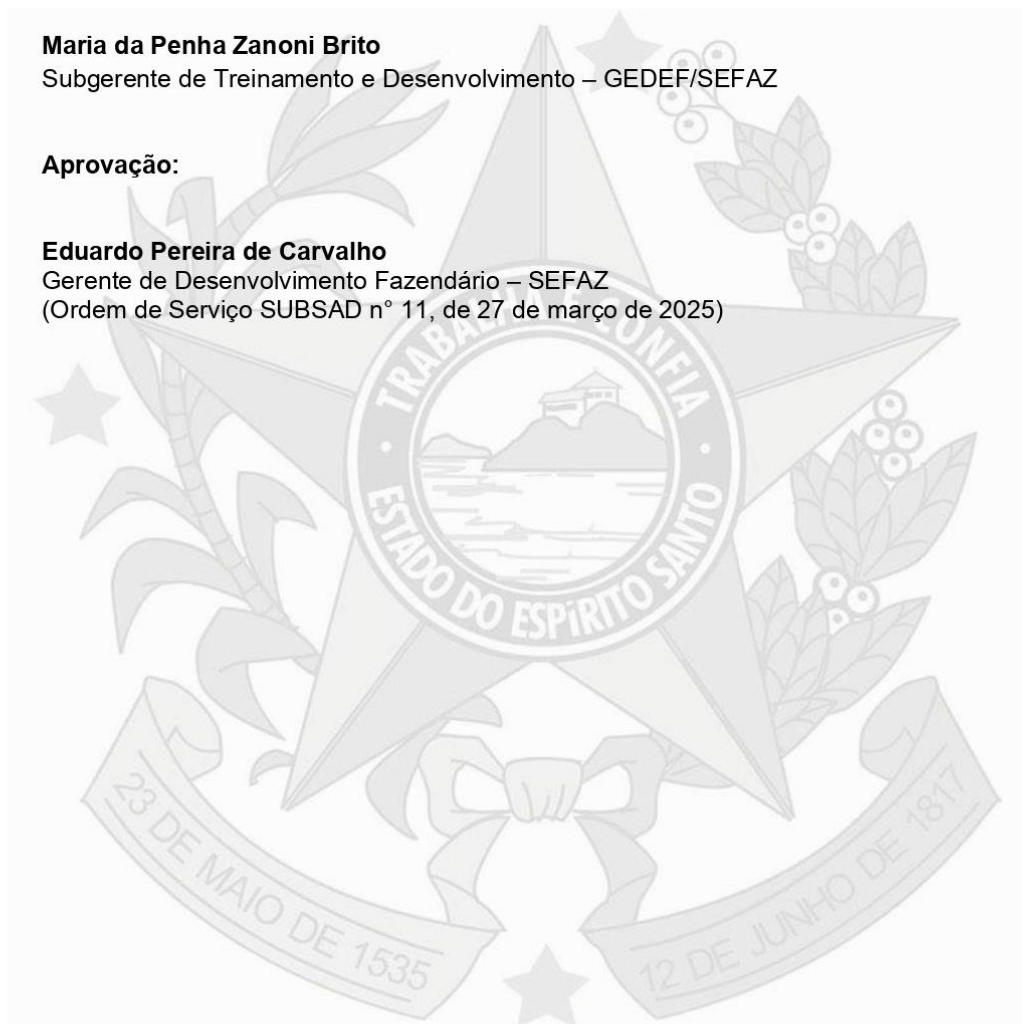 Maria da Penha Zanoni Brito
Subgerente de Treinamento e Desenvolvimento – GEDEF/SEFAZ
Aprovação:
Eduardo Pereira de Carvalho
Gerente de Desenvolvimento Fazendário – SEFAZ
(Ordem de Serviço SUBSAD n° 11, de 27 de março de 2025)
TRABALHA E CONFIA
ESTADO DO ESPÍRITO SANTO
23 DE MAIO DE 1535
12 DE JUNHO DE 1817